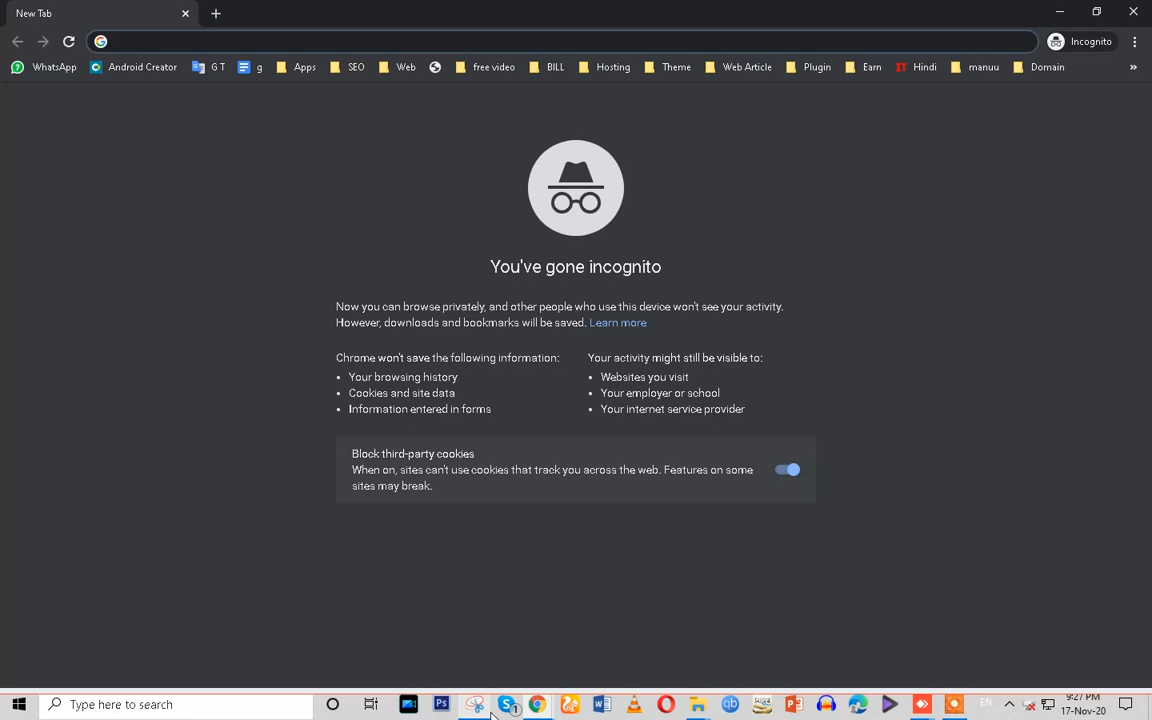 New Tab
Incognito
WhatsApp Android Creator G T g Apps SEO Web free video BILL Hosting Theme Web Article Plugin Earn IT Hindi manuu Domain »
You've gone incognito
Now you can browse privately, and other people who use this device won't see your activity.
However, downloads and bookmarks will be saved. Learn more
Chrome won't save the following information:
• Your browsing history
• Cookies and site data
• Information entered in forms
Your activity might still be visible to:
• Websites you visit
• Your employer or school
• Your internet service provider
Block third-party cookies
When on, sites can't use cookies that track you across the web. Features on some
sites may break.
Type here to search
Ps
S
1
W
qb
P
EN
9:27 PM
17-Nov-20